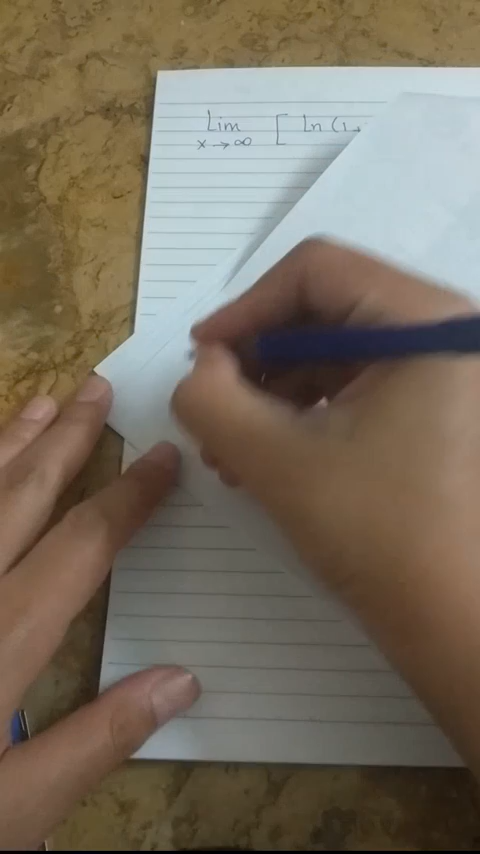 Lim [ Ln (1+
x → ∞